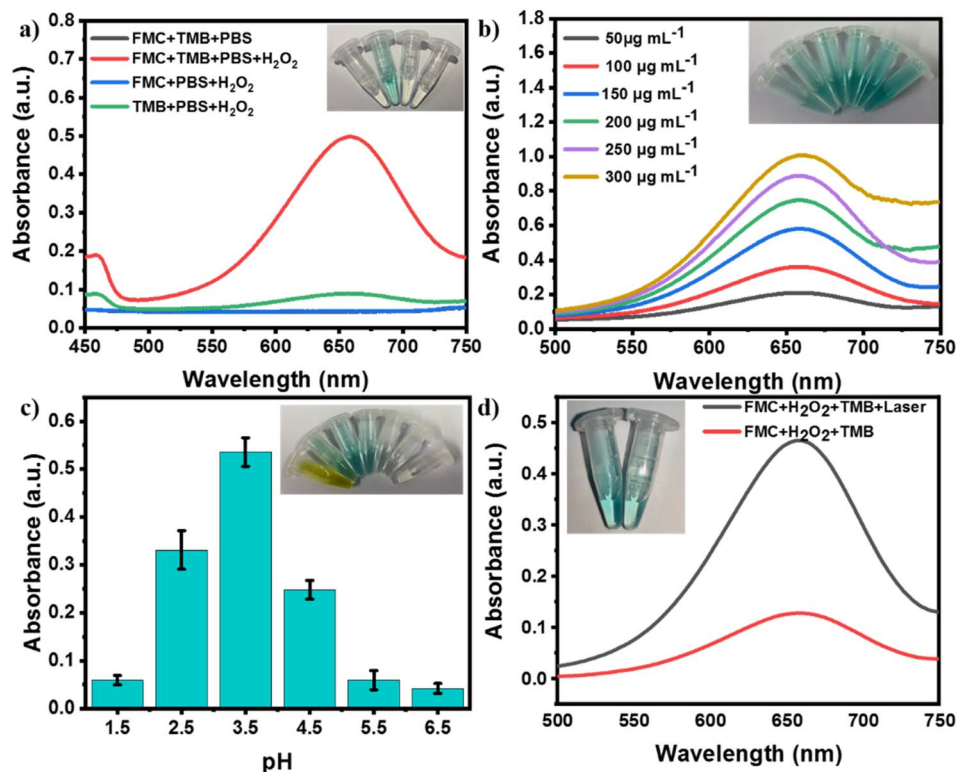 a)
FMC+TMB+PBS
FMC+TMB+PBS+H₂O₂
FMC+PBS+H₂O₂
TMB+PBS+H₂O₂
Absorbance (a.u.)
0.8
0.7
0.6
0.5
0.4
0.3
0.2
0.1
0.0
450 500 550 600 650 700 750
Wavelength (nm)
b)
50µg mL⁻¹
100 µg mL⁻¹
150 µg mL⁻¹
200 µg mL⁻¹
250 µg mL⁻¹
300 µg mL⁻¹
Absorbance (a.u.)
1.8
1.6
1.4
1.2
1.0
0.8
0.6
0.4
0.2
0.0
500 550 600 650 700 750
Wavelength (nm)
c)
Absorbance (a.u.)
0.6
0.5
0.4
0.3
0.2
0.1
0.0
1.5 2.5 3.5 4.5 5.5 6.5
pH
d)
FMC+H₂O₂+TMB+Laser
FMC+H₂O₂+TMB
Absorbance (a.u.)
0.5
0.4
0.3
0.2
0.1
0.0
500 550 600 650 700 750
Wavelength (nm)